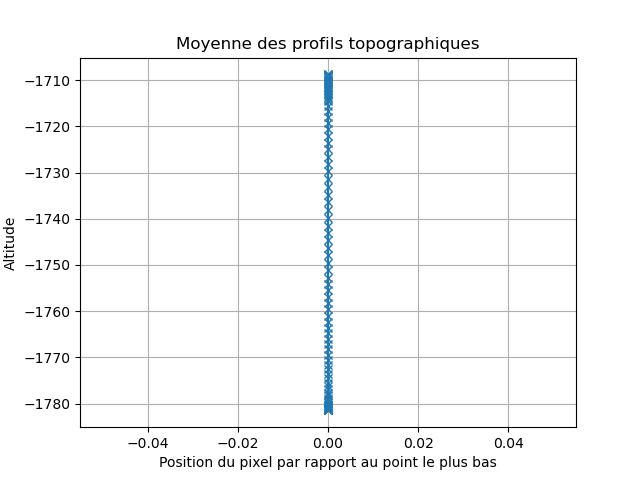 Moyenne des profils topographiques
−1710
−1720
−1730
−1740
−1750
−1760
−1770
−1780
Altitude
−0.04 −0.02 0.00 0.02 0.04
Position du pixel par rapport au point le plus bas